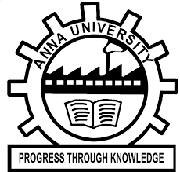 ANNA UNIVERSITY
PROGRESS THROUGH KNOWLEDGE